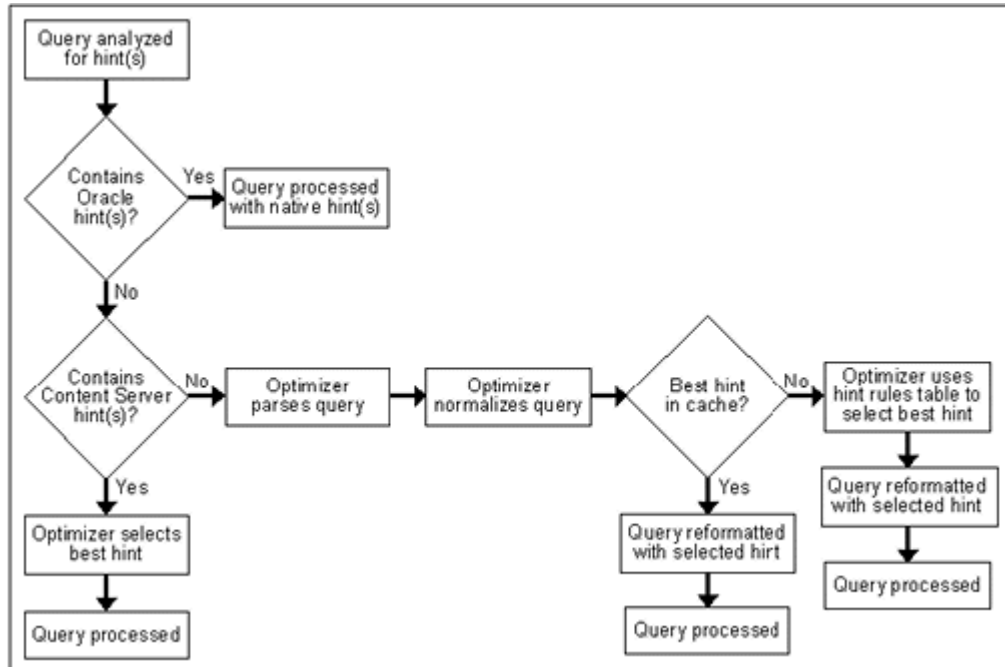 Query analyzed
for hint(s)
Contains
Oracle
hint(s)?
Yes
Query processed
with native hint(s)
No
Contains
Content Server
hint(s)?
No
Optimizer
parses query
Optimizer
normalizes query
Best hint
in cache?
No
Optimizer uses
hint rules table to
select best hint
Yes
Optimizer selects
best hint
Query processed
Yes
Query reformatted
with selected hirt
Query processed
Query reformatted
with selected hint
Query processed